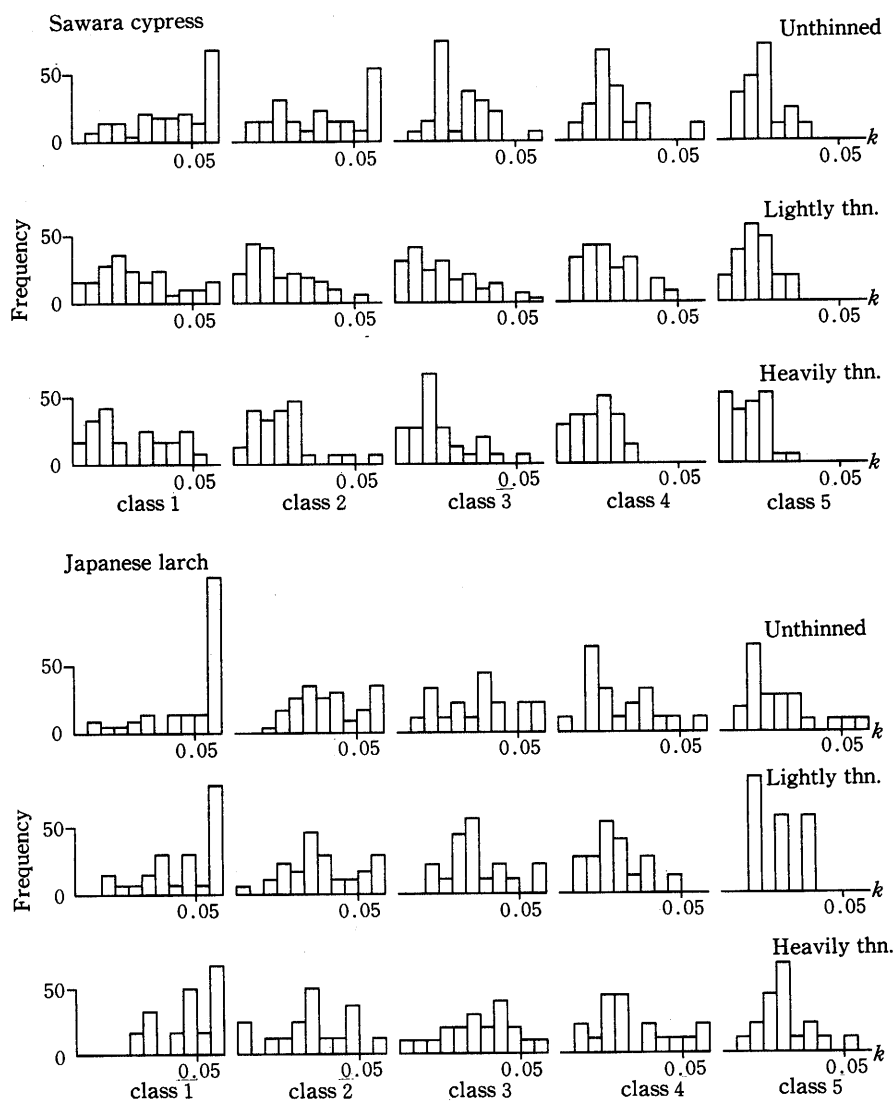 Sawara cypress
Unthinned
50
0
0.05
0.05
0.05
0.05
0.05 k
Lightly thn.
Frequency
50
0
0.05
0.05
0.05
0.05
0.05 k
Heavily thn.
50
0
0.05
0.05
0.05
0.05
0.05 k
class 1
class 2
class 3
class 4
class 5
Japanese larch
Unthinned
50
0
0.05
0.05
0.05
0.05
0.05 k
Lightly thn.
Frequency
50
0
0.05
0.05
0.05
0.05
0.05 k
Heavily thn.
50
0
0.05
0.05
0.05
0.05
0.05 k
class 1
class 2
class 3
class 4
class 5